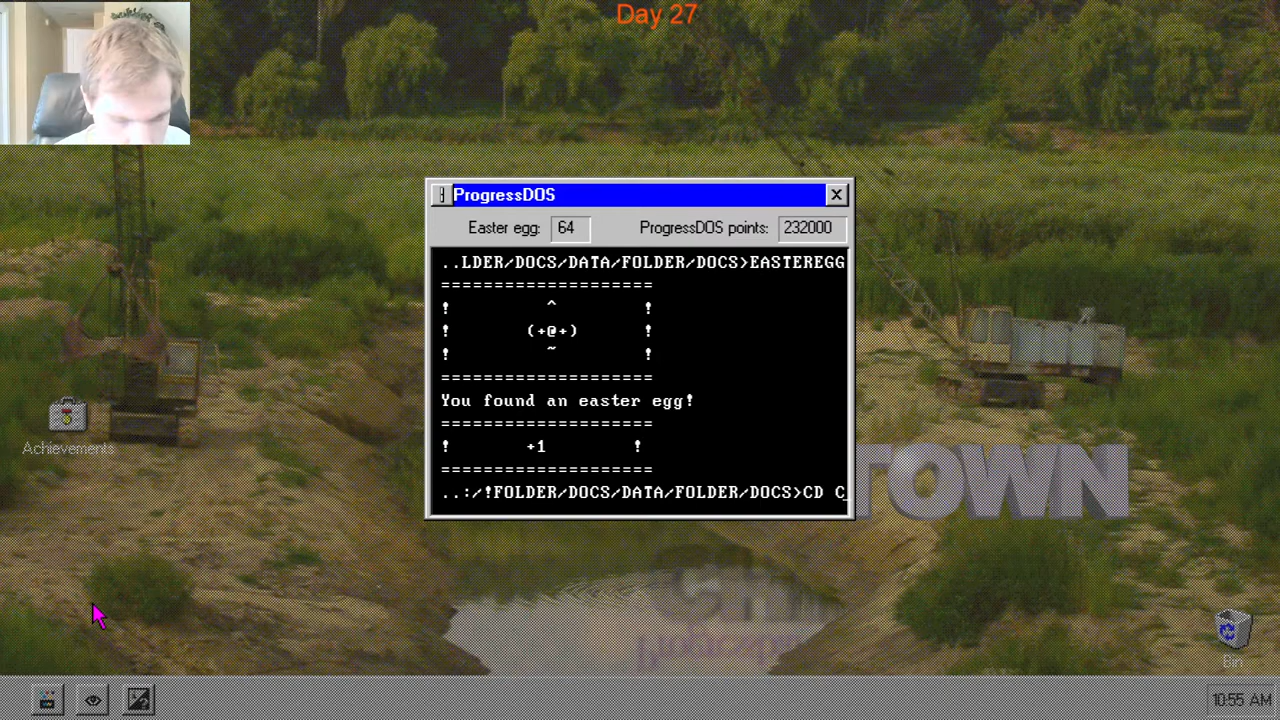 Day 27
ProgressDOS
Easter egg: 64 ProgressDOS points: 232000
..LDER/DOCS/DATA/FOLDER/DOCS>EASTEREGG
====================
! ^ !
! (+@+) !
! ~ !
====================
You found an easter egg!
====================
! +1 !
====================
..:/!FOLDER/DOCS/DATA/FOLDER/DOCS>CD C_
Achievements
TOWN
Bin
10:55 AM